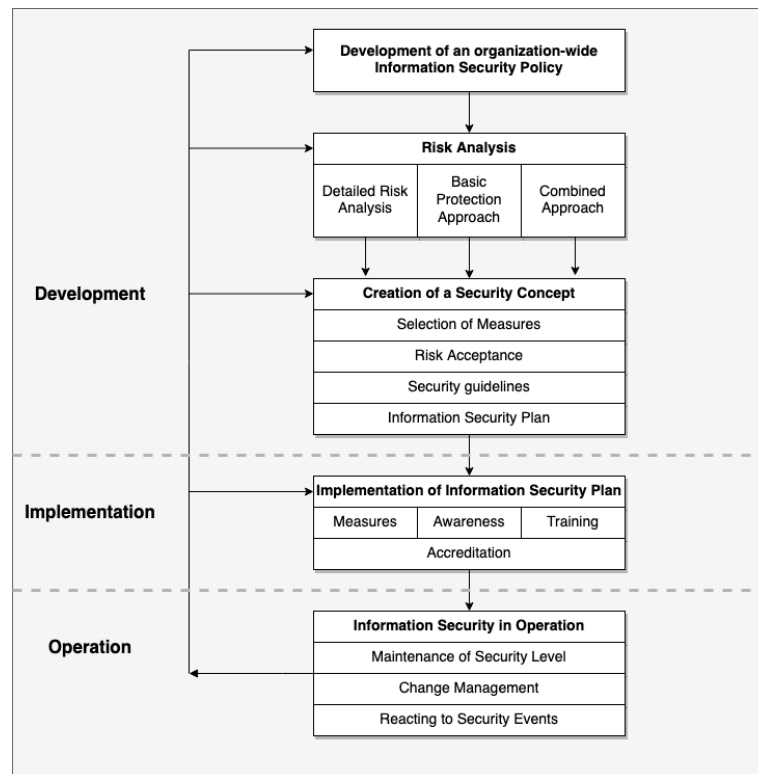 Development of an organization-wide
Information Security Policy
Risk Analysis
Detailed Risk
Analysis
Basic
Protection
Approach
Combined
Approach
Development
Creation of a Security Concept
Selection of Measures
Risk Acceptance
Security guidelines
Information Security Plan
Implementation
Implementation of Information Security Plan
Measures
Awareness
Training
Accreditation
Operation
Information Security in Operation
Maintenance of Security Level
Change Management
Reacting to Security Events